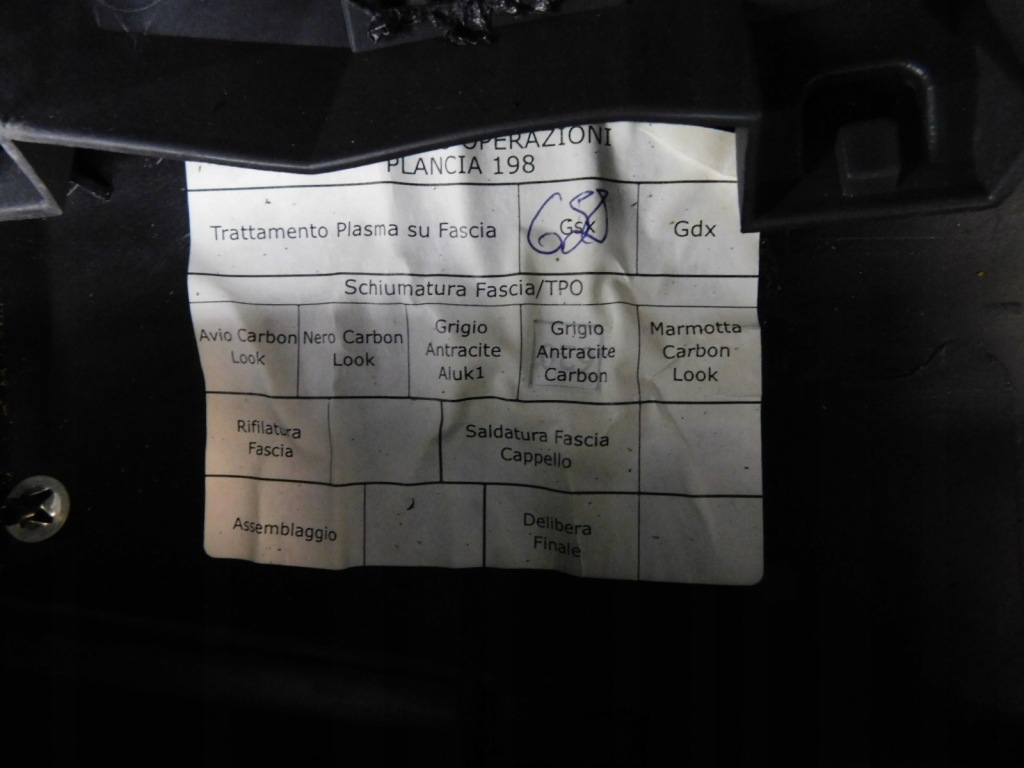 OPERAZIONI
PLANCIA 198
Trattamento Plasma su Fascia
Gsx
68
Gdx
Schiumatura Fascia/TPO
Avio Carbon
Look
Nero Carbon
Look
Grigio
Antracite
Aluk1
Grigio
Antracite
Carbon
Marmotta
Carbon
Look
Rifilatura
Fascia
Saldatura Fascia
Cappello
Assemblaggio
Delibera
Finale